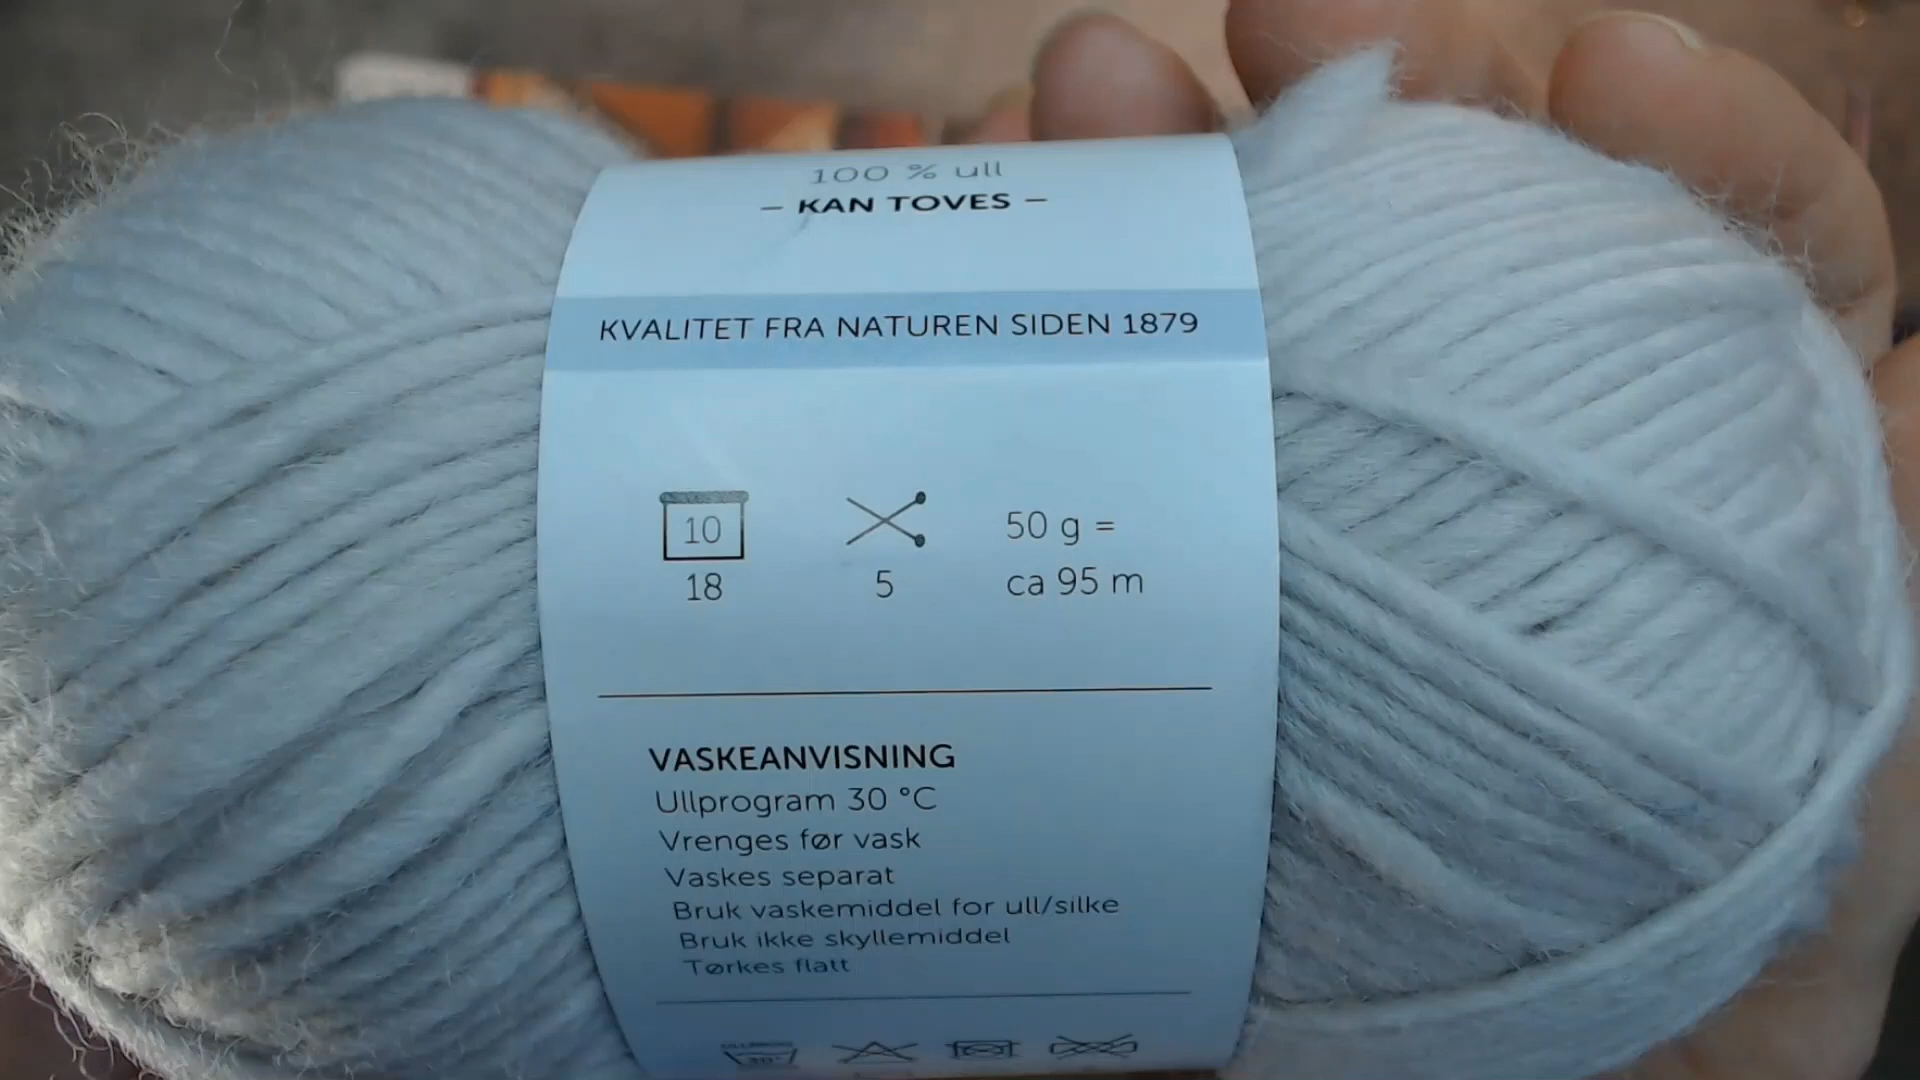 100 % ull
– KAN TOVES –
KVALITET FRA NATUREN SIDEN 1879
10
18
5
50 g =
ca 95 m
VASKEANVISNING
Ullprogram 30 °C
Vrenges før vask
Vaskes separat
Bruk vaskemiddel for ull/silke
Bruk ikke skyllemiddel
Tørkes flatt
30°